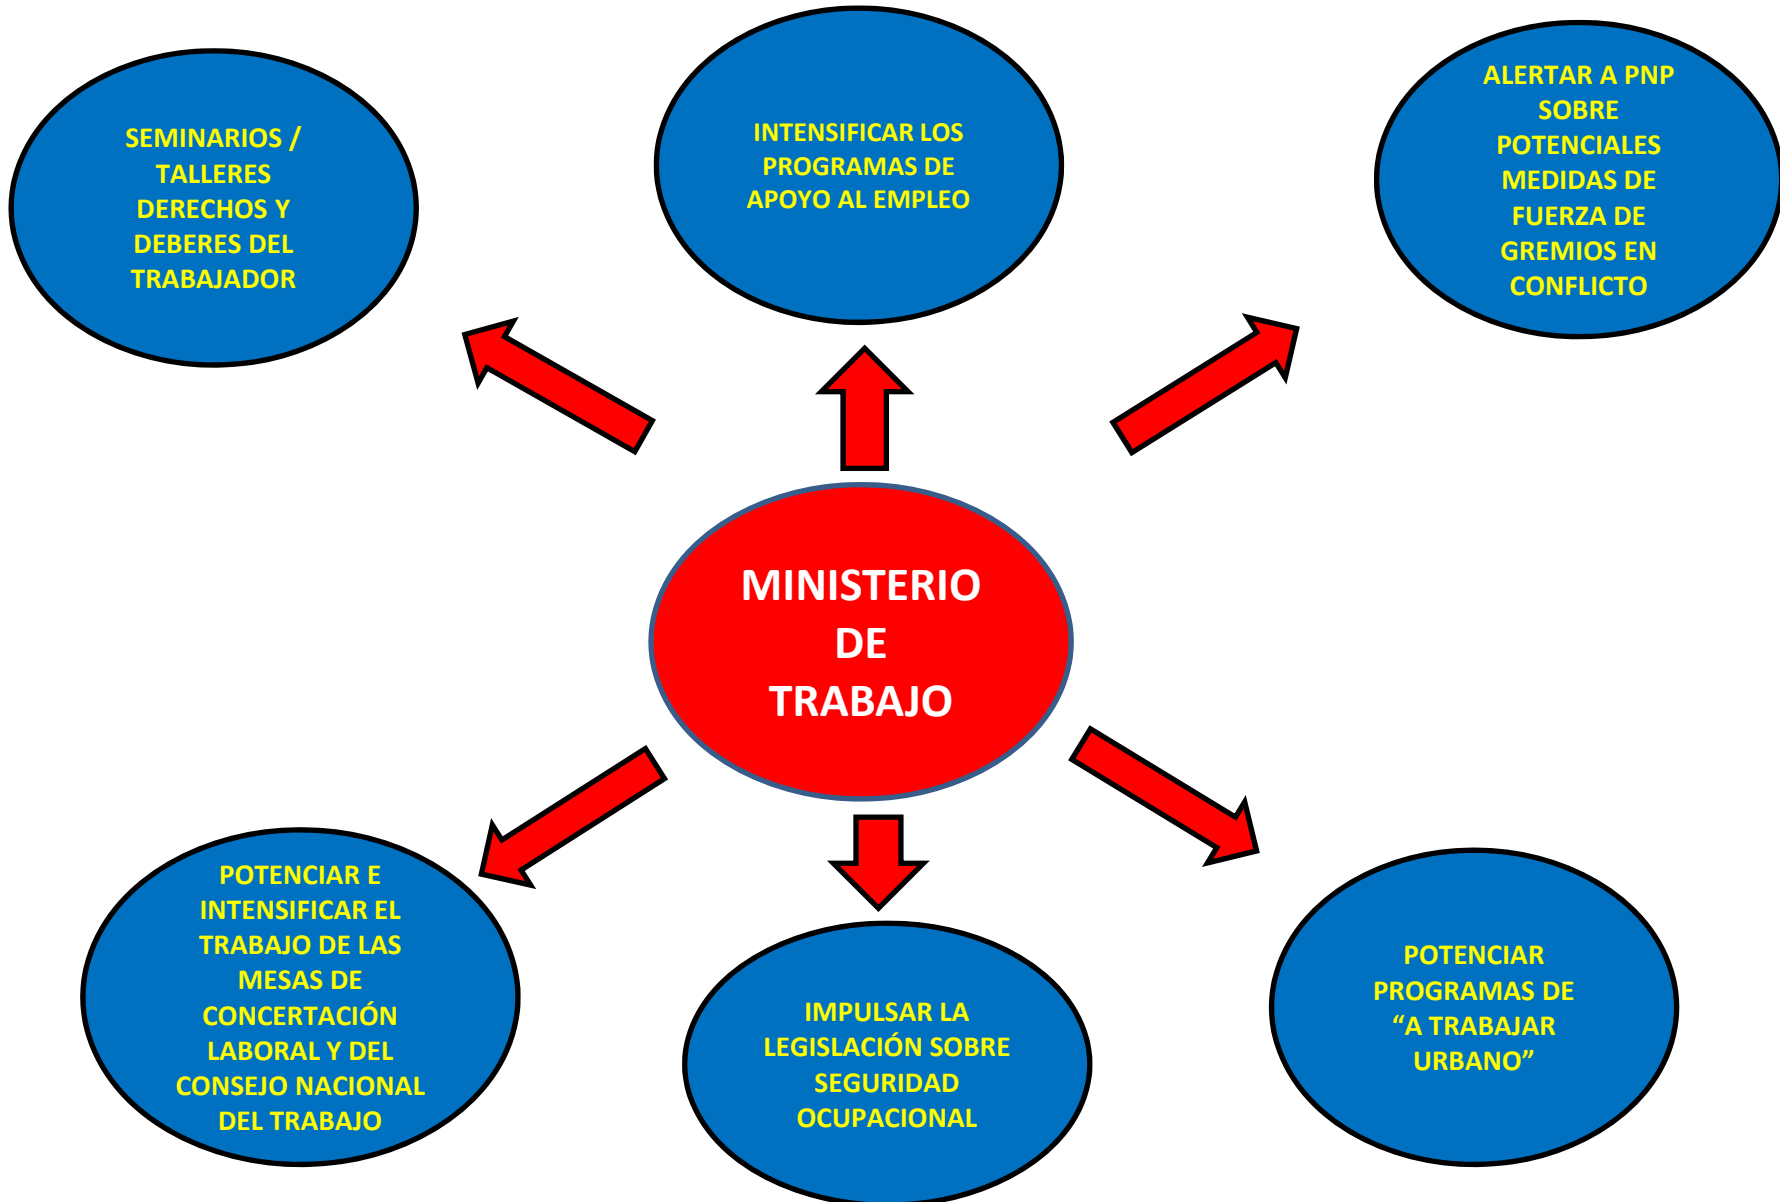 SEMINARIOS /
TALLERES
DERECHOS Y
DEBERES DEL
TRABAJADOR
INTENSIFICAR LOS
PROGRAMAS DE
APOYO AL EMPLEO
ALERTAR A PNP
SOBRE
POTENCIALES
MEDIDAS DE
FUERZA DE
GREMIOS EN
CONFLICTO
MINISTERIO
DE
TRABAJO
POTENCIAR E
INTENSIFICAR EL
TRABAJO DE LAS
MESAS DE
CONCERTACIÓN
LABORAL Y DEL
CONSEJO NACIONAL
DEL TRABAJO
IMPULSAR LA
LEGISLACIÓN SOBRE
SEGURIDAD
OCUPACIONAL
POTENCIAR
PROGRAMAS DE
“A TRABAJAR
URBANO”